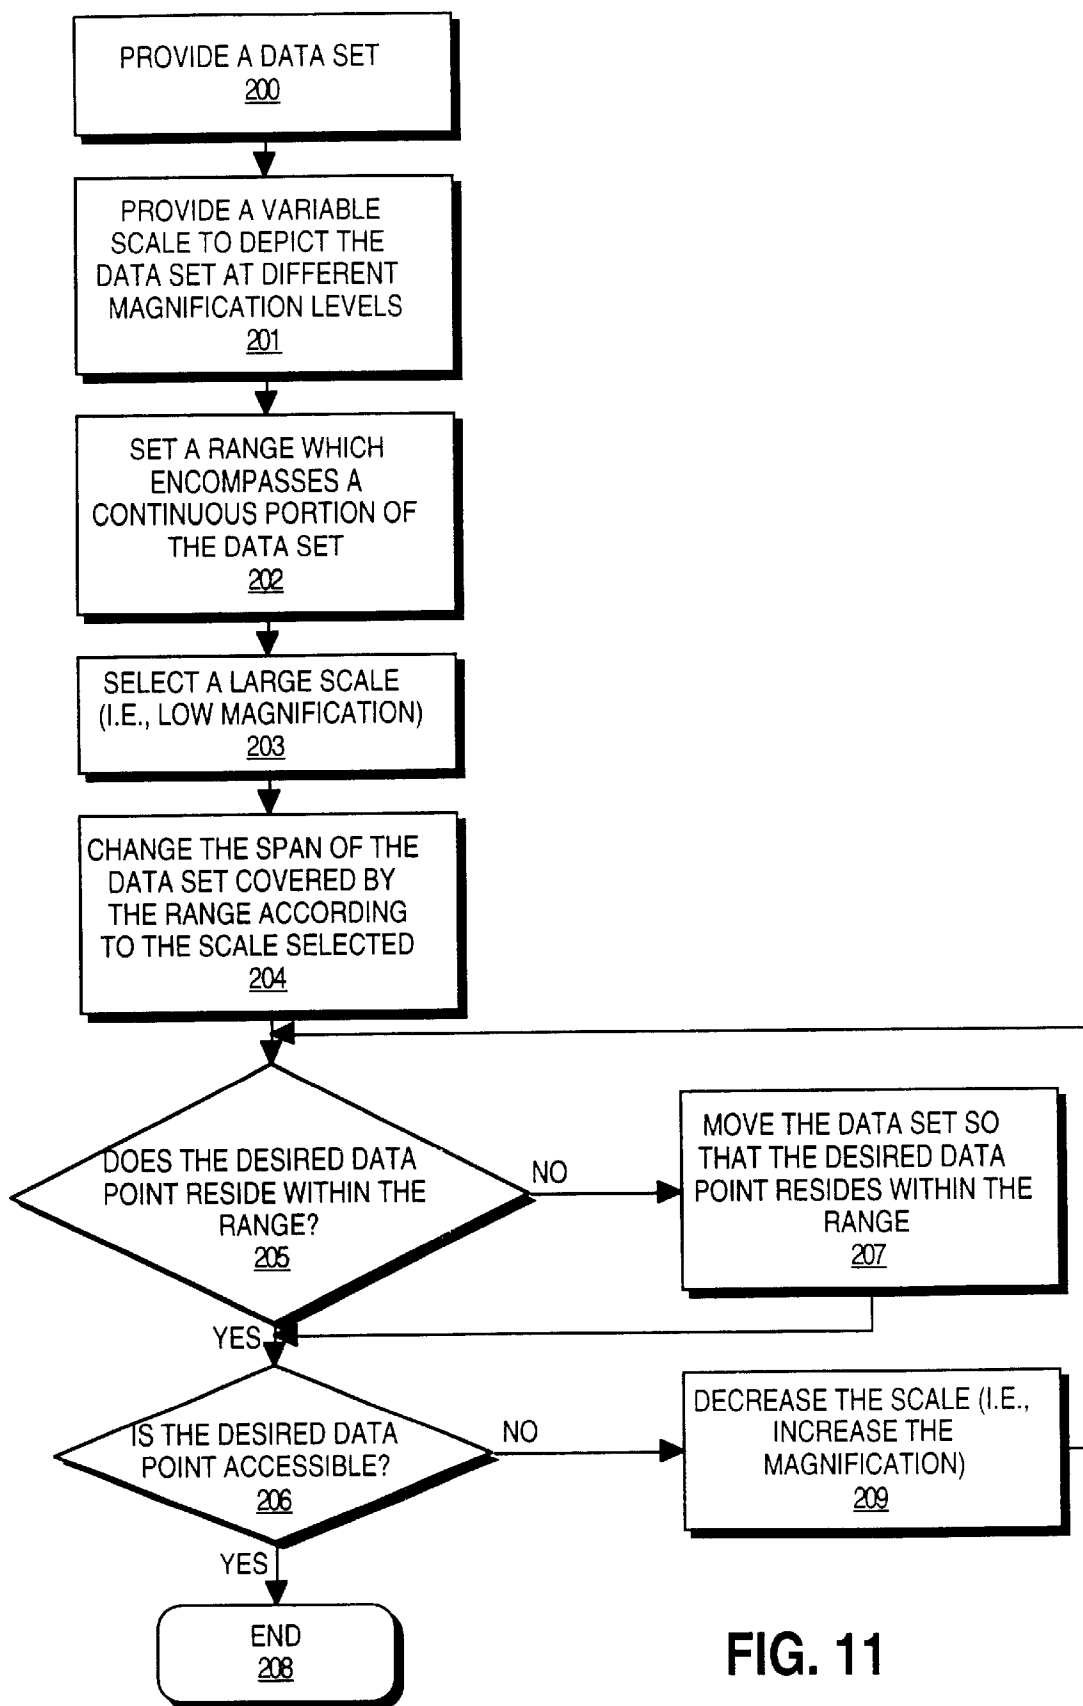 PROVIDE A DATA SET
200
PROVIDE A VARIABLE
SCALE TO DEPICT THE
DATA SET AT DIFFERENT
MAGNIFICATION LEVELS
201
SET A RANGE WHICH
ENCOMPASSES A
CONTINUOUS PORTION OF
THE DATA SET
202
SELECT A LARGE SCALE
(I.E., LOW MAGNIFICATION)
203
CHANGE THE SPAN OF THE
DATA SET COVERED BY
THE RANGE ACCORDING
TO THE SCALE SELECTED
204
DOES THE DESIRED DATA
POINT RESIDE WITHIN THE
RANGE?
205
NO
MOVE THE DATA SET SO
THAT THE DESIRED DATA
POINT RESIDES WITHIN THE
RANGE
207
YES
IS THE DESIRED DATA
POINT ACCESSIBLE?
206
NO
DECREASE THE SCALE (I.E.,
INCREASE THE
MAGNIFICATION)
209
YES
END
208
FIG. 11